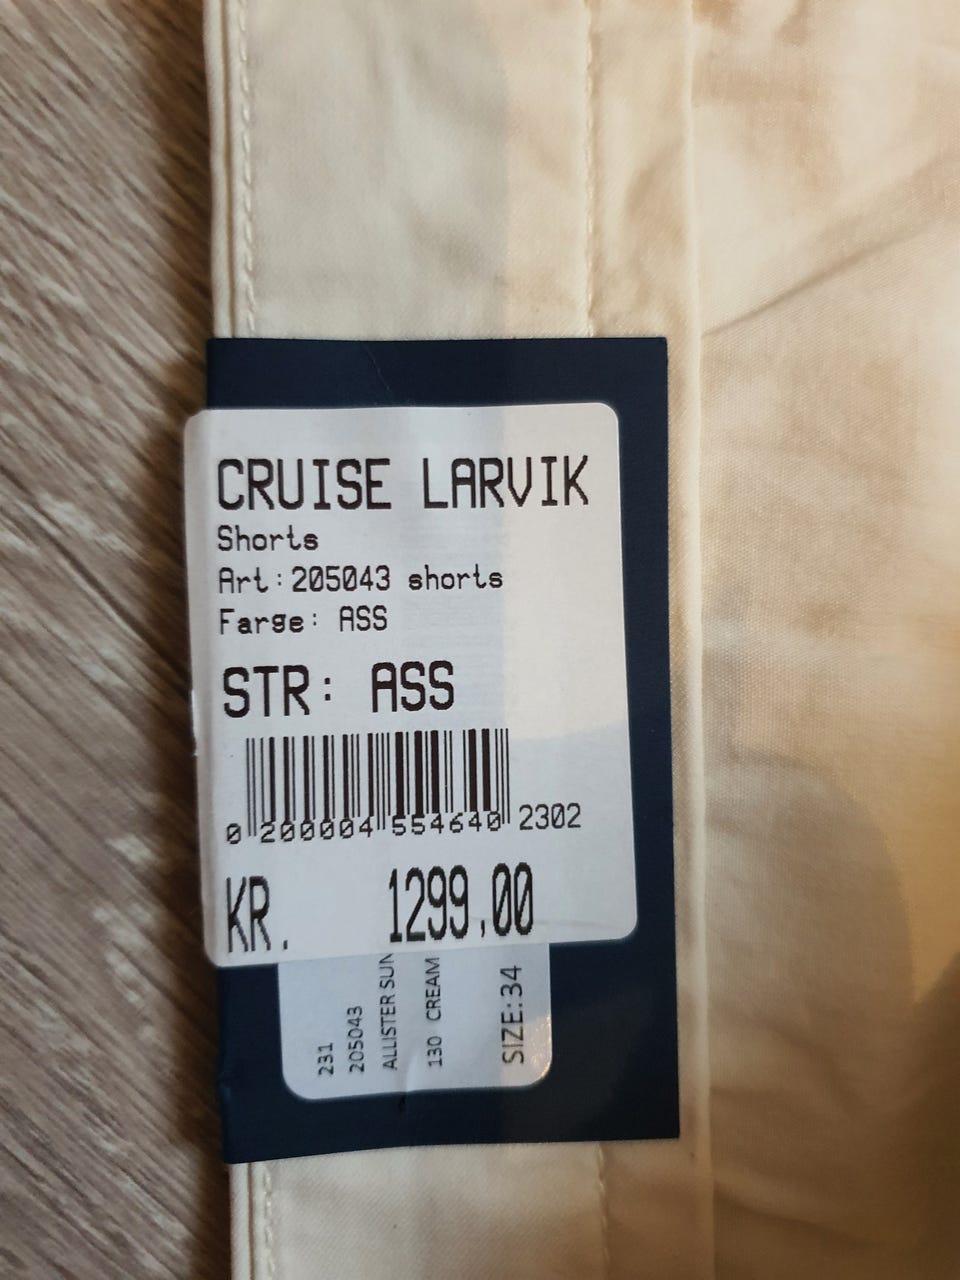 CRUISE LARVIK
Shorts
Art:205043 shorts
Farge: ASS
STR: ASS
0 200004 554640 2302
KR. 1299,00
231
205043
ALLISTER SUN
130 CREAM
SIZE:34